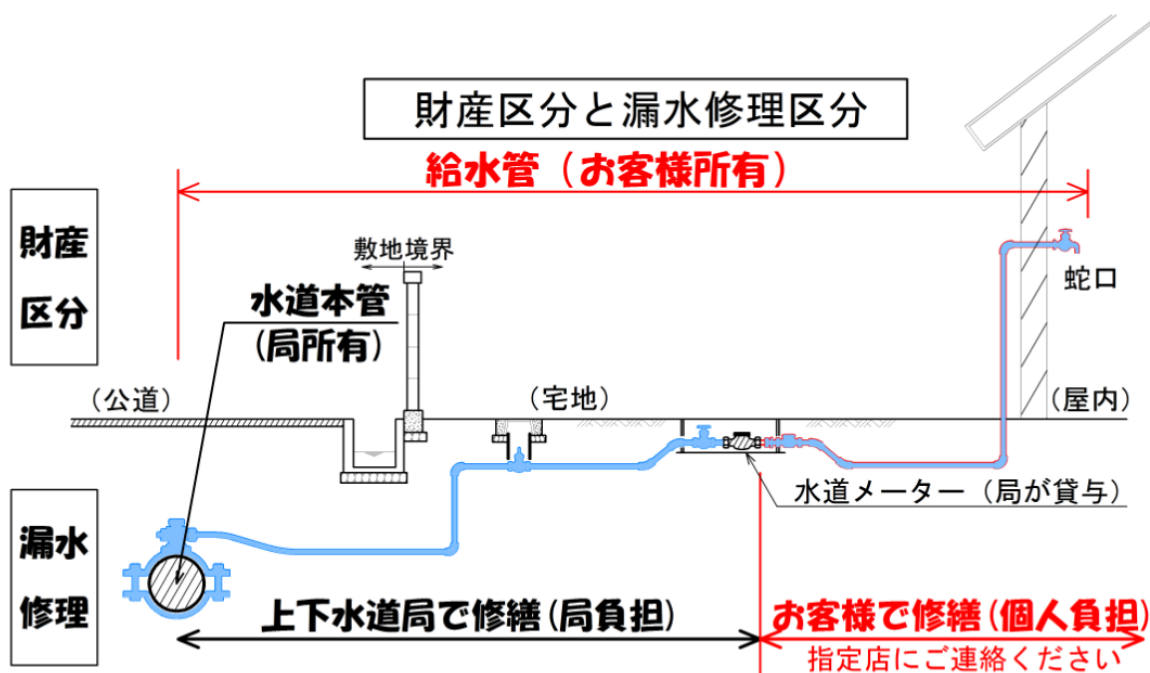 財産区分と漏水修理区分
給水管（お客様所有）
財産
区分
敷地境界
水道本管
(局所有)
蛇口
（公道）
（宅地）
（屋内）
水道メーター（局が貸与）
漏水
修理
上下水道局で修繕(局負担)
お客様で修繕(個人負担)
指定店にご連絡ください